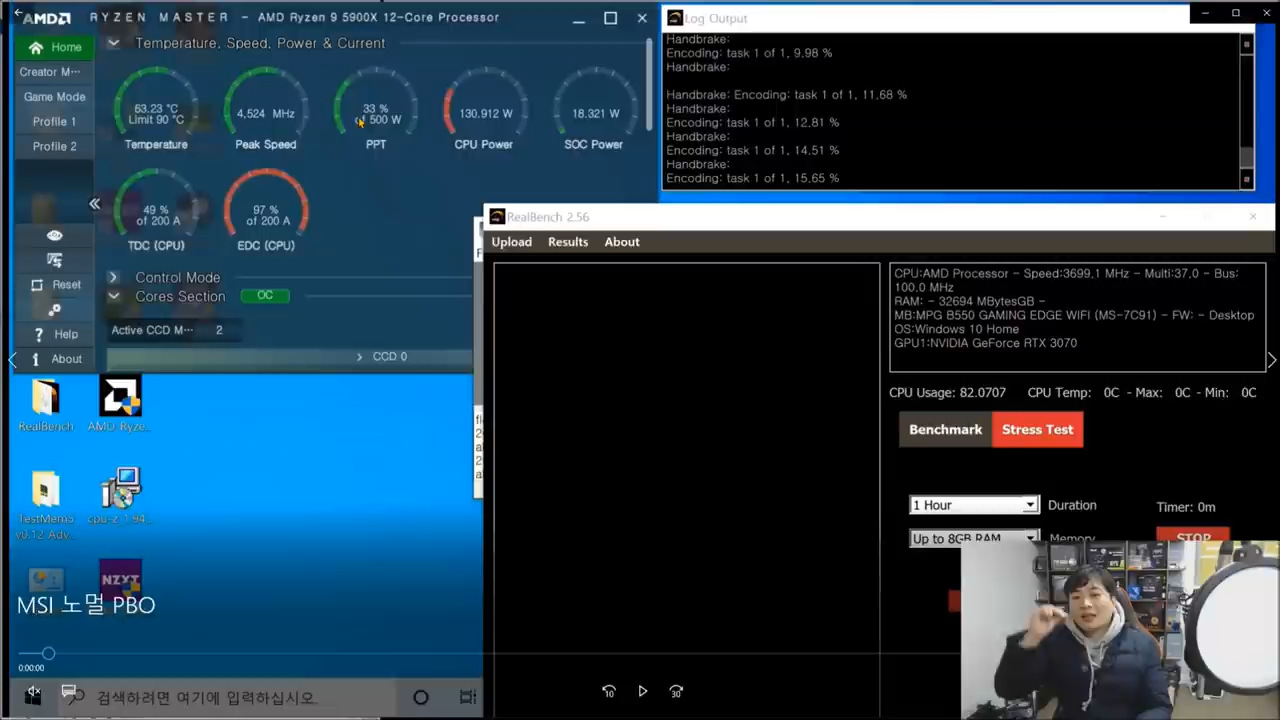 AMD RYZEN MASTER - AMD Ryzen 9 5900X 12-Core Processor
Home
Creator M···
Game Mode
Profile 1
Profile 2
Reset
Help
About
Temperature, Speed, Power & Current
63.23 °C
Limit 90 °C
Temperature
4,524 MHz
Peak Speed
33 %
of 500 W
PPT
130.912 W
CPU Power
18.321 W
SOC Power
49 %
of 200 A
TDC (CPU)
97 %
of 200 A
EDC (CPU)
Control Mode
Cores Section
OC
Active CCD M··· 2
CCD 0
Log Output
Handbrake:
Encoding: task 1 of 1, 9.98 %
Handbrake:
Handbrake: Encoding: task 1 of 1, 11.68 %
Handbrake:
Encoding: task 1 of 1, 12.81 %
Handbrake:
Encoding: task 1 of 1, 14.51 %
Handbrake:
Encoding: task 1 of 1, 15.65 %
RealBench 2.56
Upload Results About
CPU:AMD Processor - Speed:3699.1 MHz - Multi:37.0 - Bus:
100.0 MHz
RAM: - 32694 MBytesGB -
MB:MPG B550 GAMING EDGE WIFI (MS-7C91) - FW: - Desktop
OS:Windows 10 Home
GPU1:NVIDIA GeForce RTX 3070
CPU Usage: 82.0707 CPU Temp: 0C - Max: 0C - Min: 0C
Benchmark Stress Test
1 Hour Duration Timer: 0m
Up to 8GB RAM Memory STOP
RealBench AMD Ryze...
TestMem5
v0.12 Adv... cpu-z_1.94...
NZXT
MSI 노멀 PBO
0:00:00
10 30
검색하려면 여기에 입력하십시오.